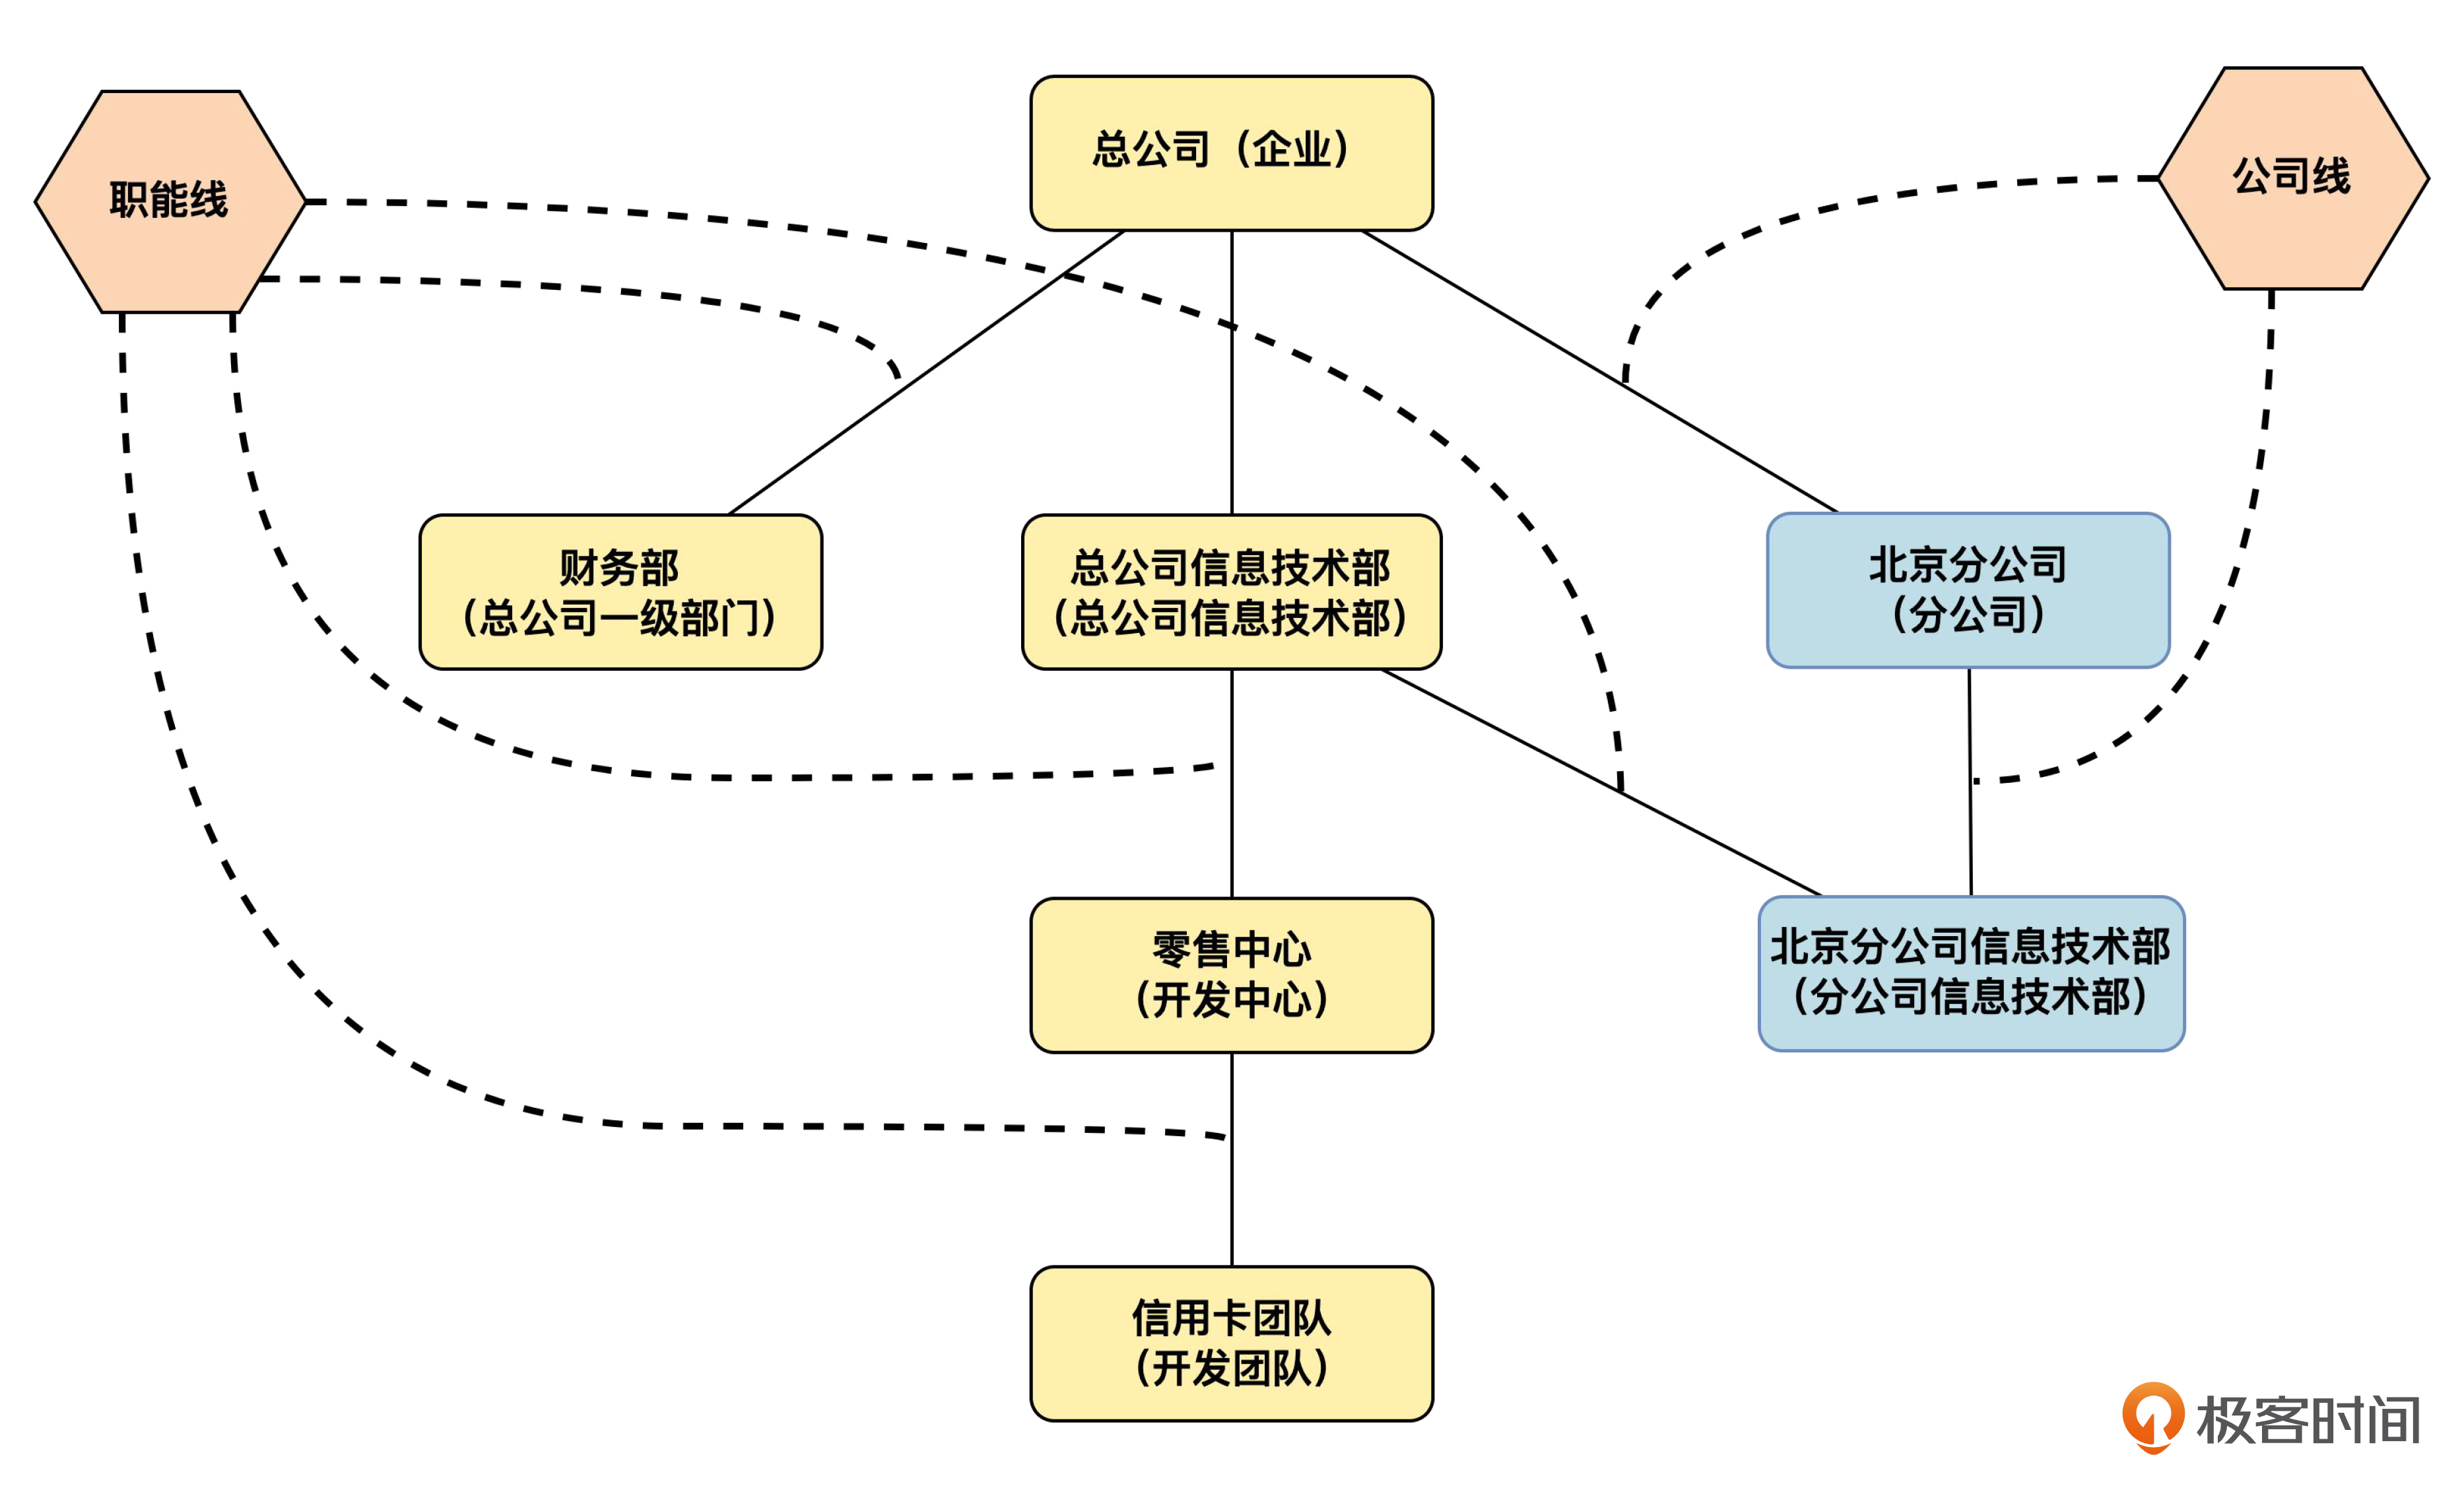 总公司（企业）
职能线
公司线
财务部
（总公司一级部门）
总公司信息技术部
（总公司信息技术部）
北京分公司
（分公司）
零售中心
（开发中心）
北京分公司信息技术部
（分公司信息技术部）
信用卡团队
（开发团队）
极客时间